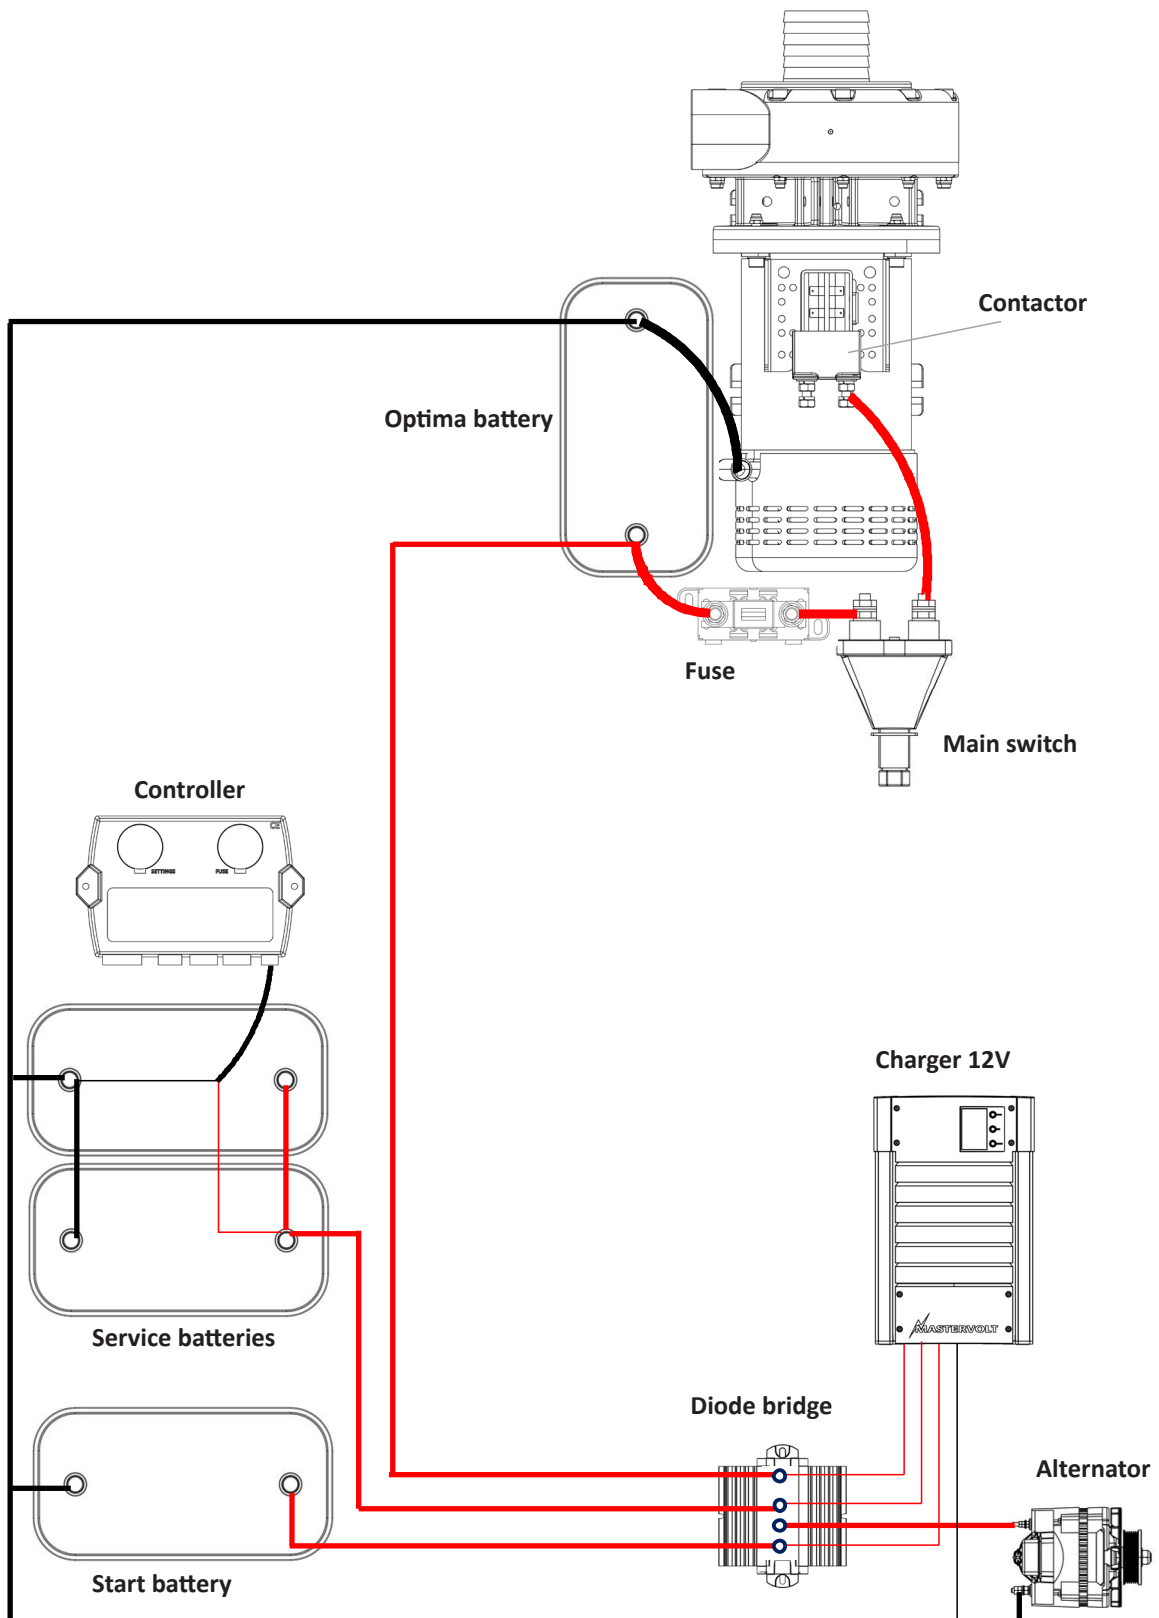 Contactor
Optima battery
Fuse
Main switch
Controller
CE
SETTINGS
FUSE
Charger 12V
MASTERVOLT
Service batteries
Diode bridge
Alternator
Start battery